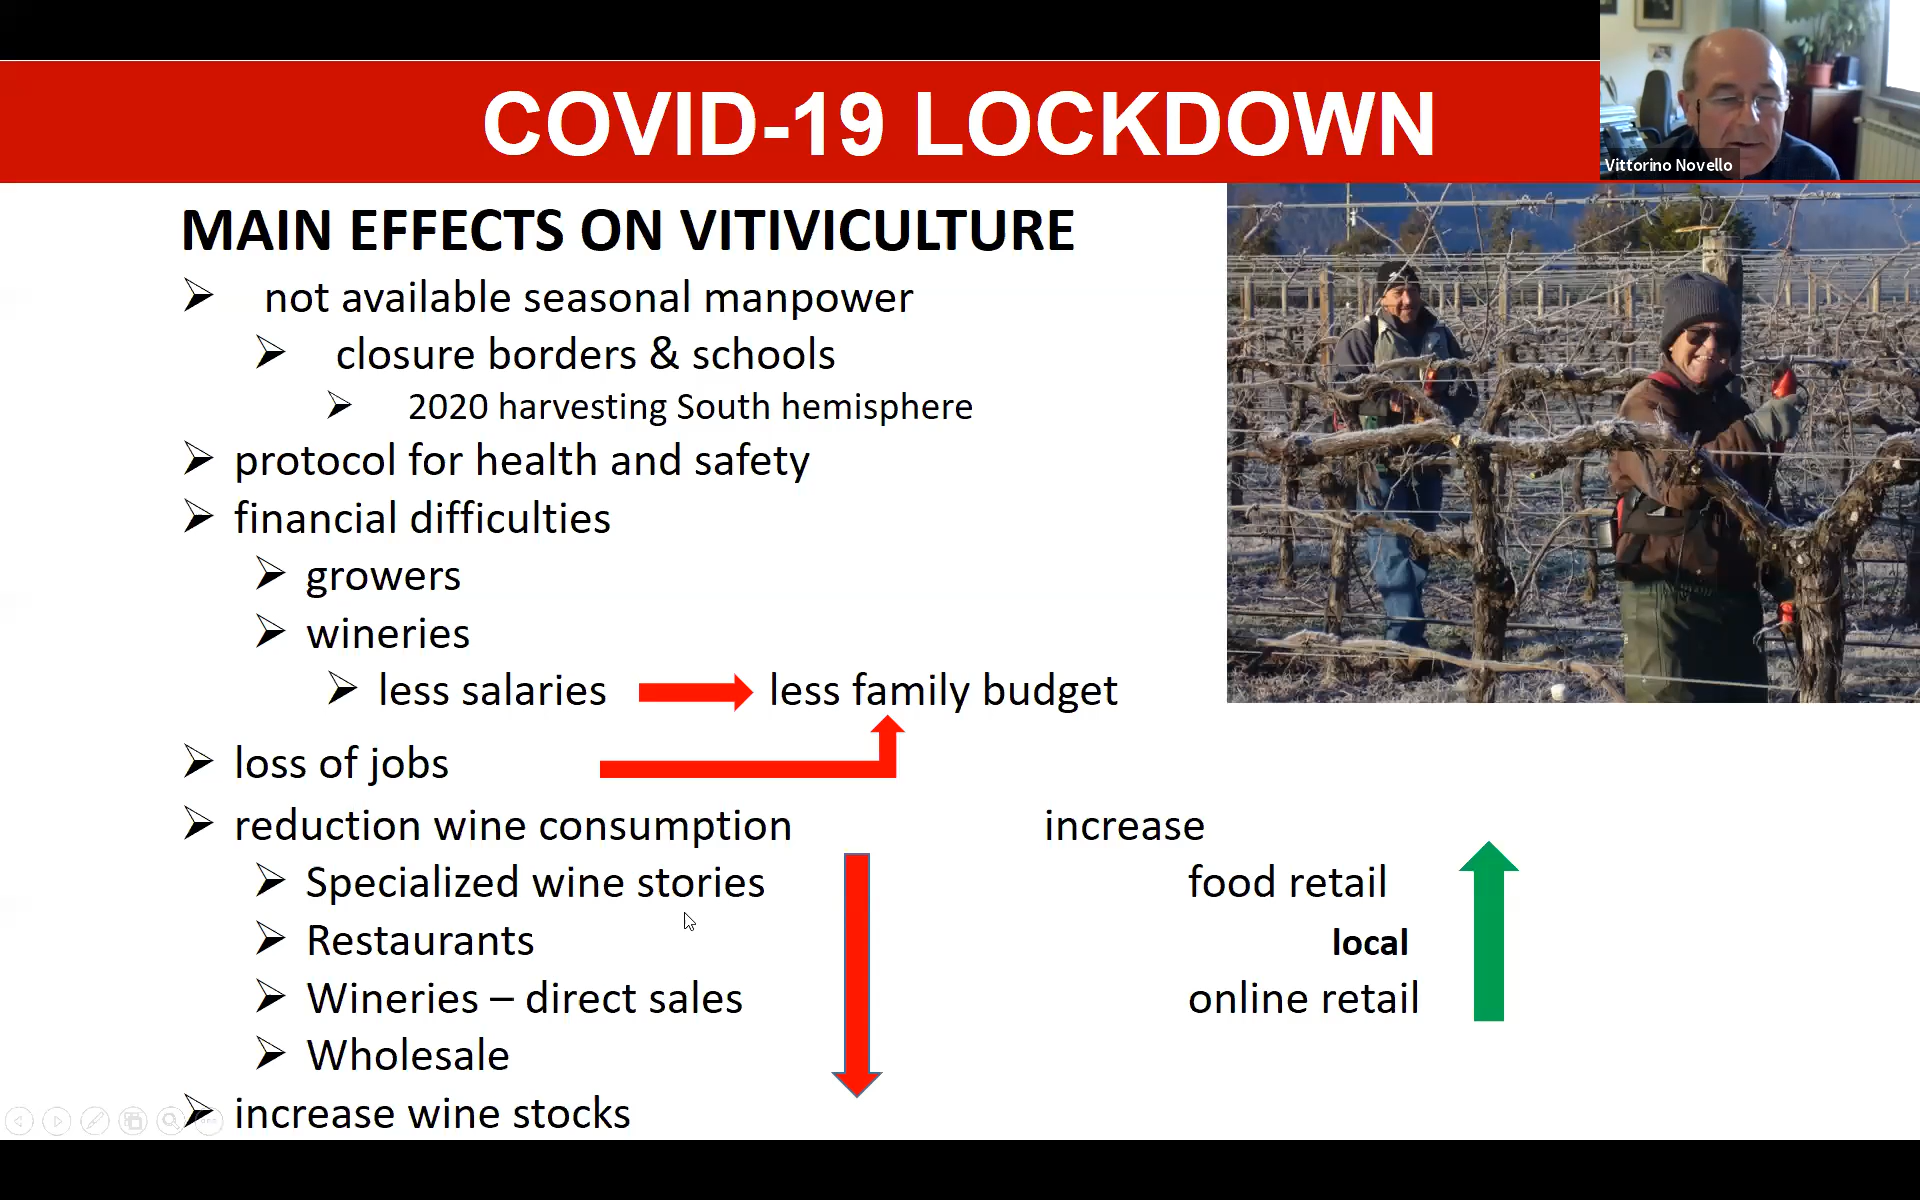 COVID-19 LOCKDOWN
Vittorino Novello
MAIN EFFECTS ON VITIVICULTURE
not available seasonal manpower
closure borders & schools
2020 harvesting South hemisphere
protocol for health and safety
financial difficulties
growers
wineries
less salaries less family budget
loss of jobs
reduction wine consumption increase
Specialized wine stories food retail
Restaurants local
Wineries – direct sales online retail
Wholesale
increase wine stocks